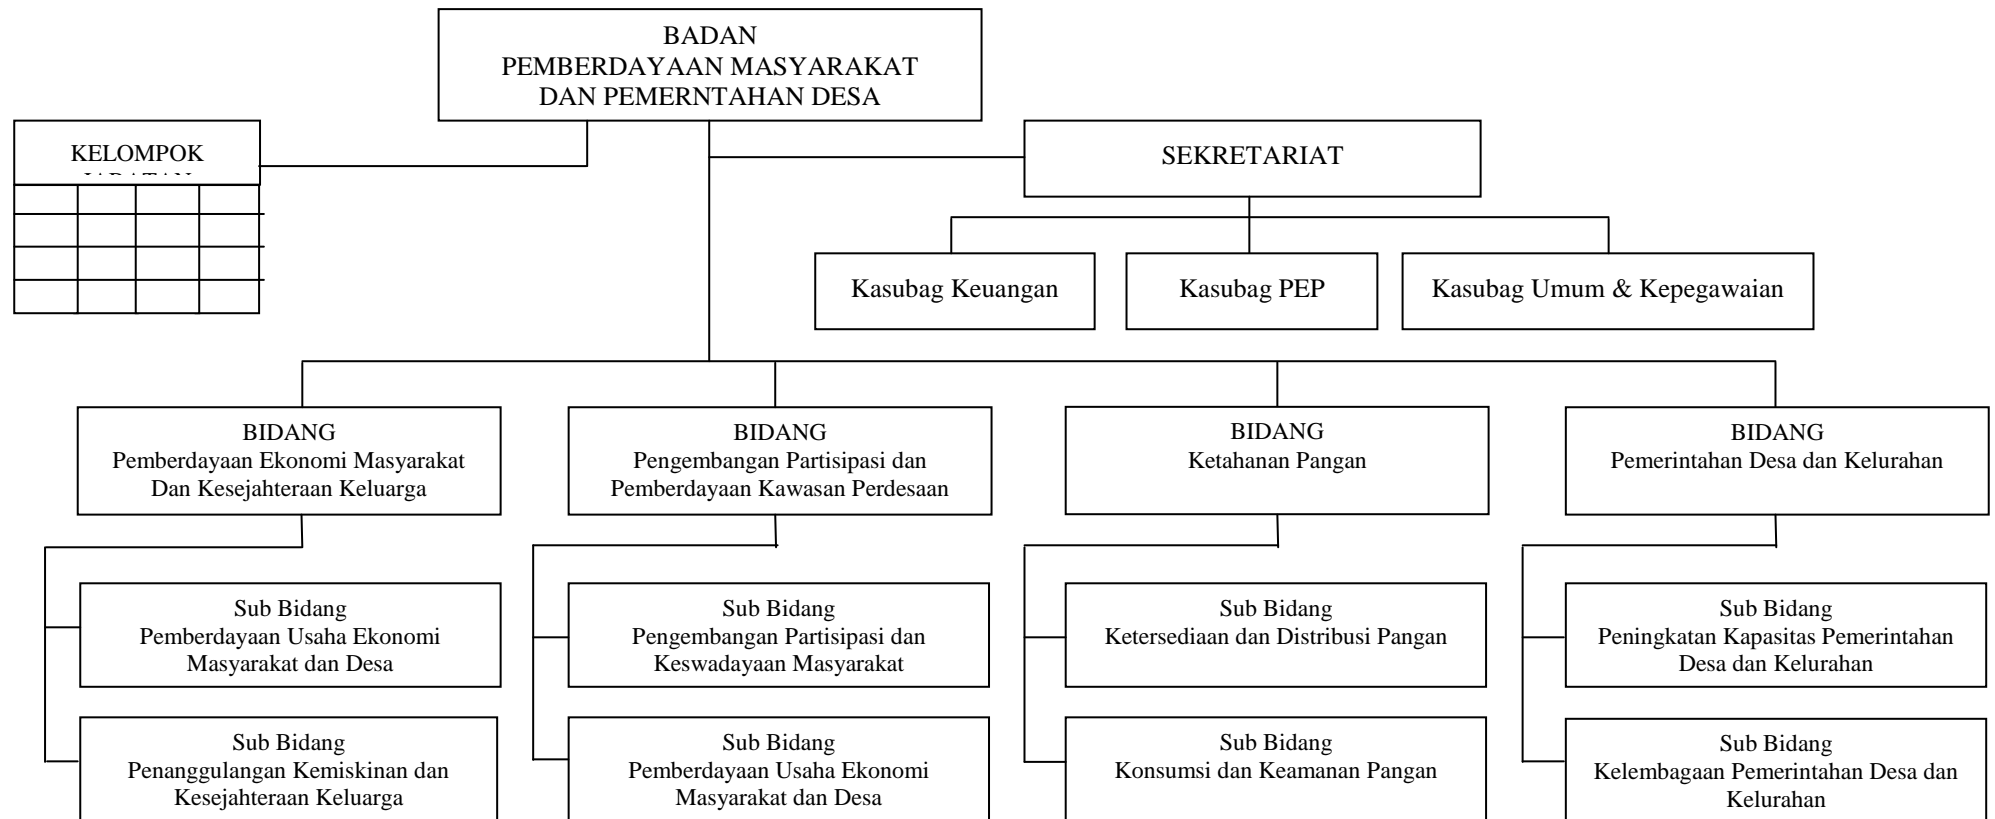 BADAN
PEMBERDAYAAN MASYARAKAT
DAN PEMERNTAHAN DESA
KELOMPOK
SEKRETARIAT
Kasubag Keuangan
Kasubag PEP
Kasubag Umum & Kepegawaian
BIDANG
Pemberdayaan Ekonomi Masyarakat
Dan Kesejahteraan Keluarga
BIDANG
Pengembangan Partisipasi dan
Pemberdayaan Kawasan Perdesaan
BIDANG
Ketahanan Pangan
BIDANG
Pemerintahan Desa dan Kelurahan
Sub Bidang
Pemberdayaan Usaha Ekonomi
Masyarakat dan Desa
Sub Bidang
Pengembangan Partisipasi dan
Keswadayaan Masyarakat
Sub Bidang
Ketersediaan dan Distribusi Pangan
Sub Bidang
Peningkatan Kapasitas Pemerintahan
Desa dan Kelurahan
Sub Bidang
Penanggulangan Kemiskinan dan
Kesejahteraan Keluarga
Sub Bidang
Pemberdayaan Usaha Ekonomi
Masyarakat dan Desa
Sub Bidang
Konsumsi dan Keamanan Pangan
Sub Bidang
Kelembagaan Pemerintahan Desa dan
Kelurahan